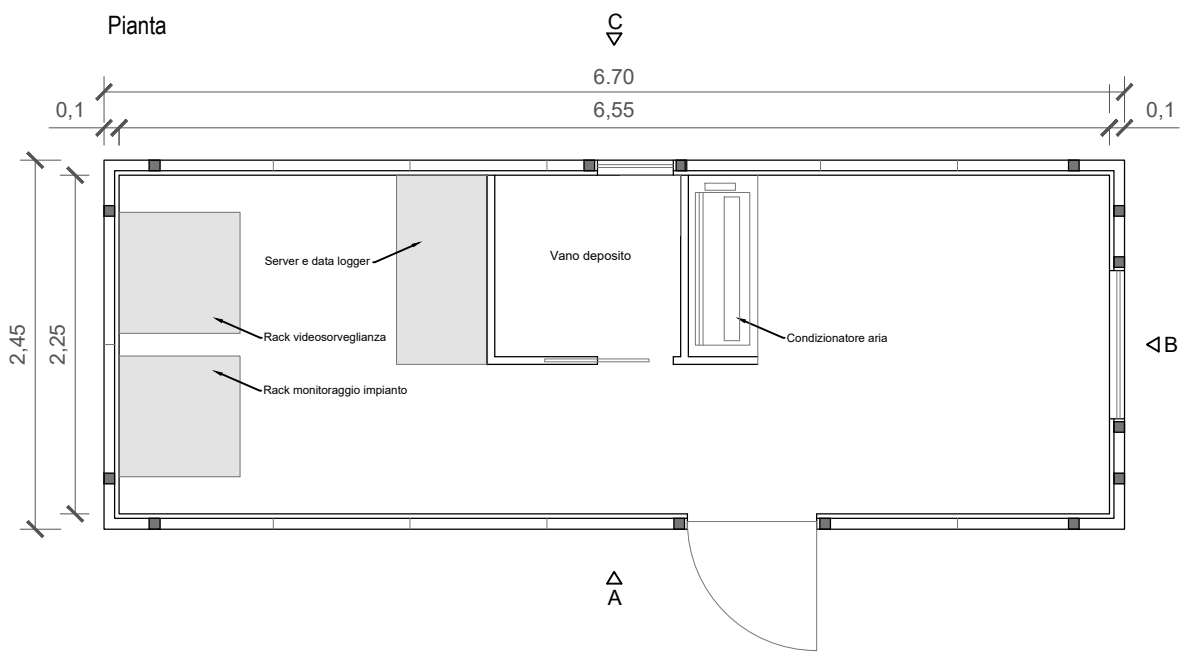 Pianta
C
6.70
0,1
6,55
0,1
Vano deposito
Server e data logger
Rack videosorveglianza
Condizionatore aria
2,45
2,25
B
Rack monitoraggio impianto
A